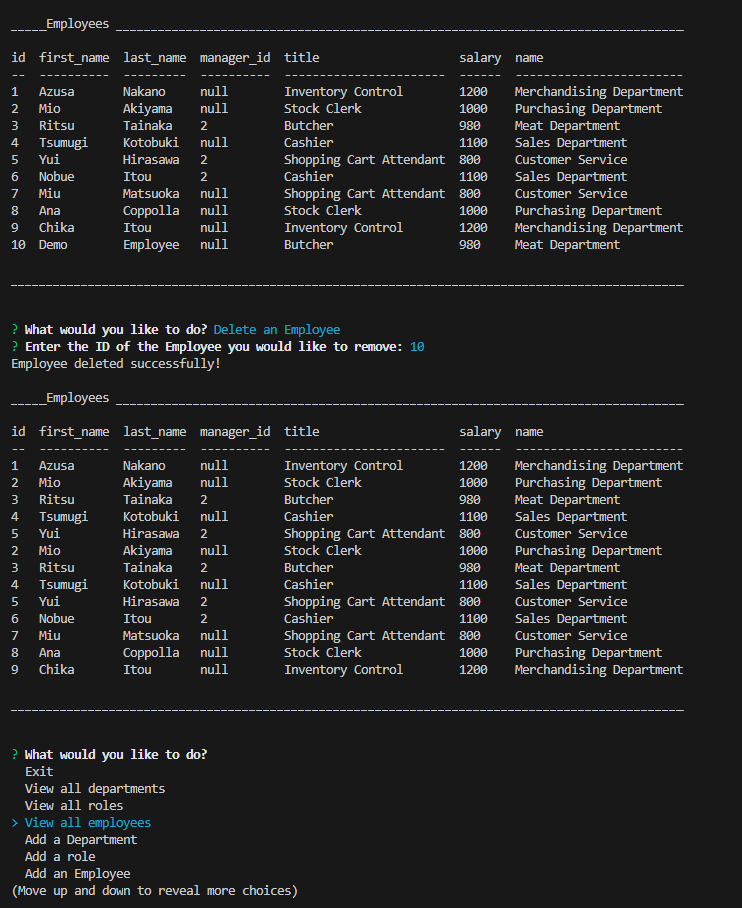 _____Employees _________________________________________________________________________________
id  first_name  last_name  manager_id  title                    salary  name
--  ----------  ---------  ----------  -----------------------  ------  ------------------------
1   Azusa       Nakano     null        Inventory Control        1200    Merchandising Department
2   Mio         Akiyama    null        Stock Clerk              1000    Purchasing Department
3   Ritsu       Tainaka    2           Butcher                  980     Meat Department
4   Tsumugi     Kotobuki   null        Cashier                  1100    Sales Department
5   Yui         Hirasawa   2           Shopping Cart Attendant  800     Customer Service
6   Nobue       Itou       2           Cashier                  1100    Sales Department
7   Miu         Matsuoka   null        Shopping Cart Attendant  800     Customer Service
8   Ana         Coppolla   null        Stock Clerk              1000    Purchasing Department
9   Chika       Itou       null        Inventory Control        1200    Merchandising Department
10  Demo        Employee   null        Butcher                  980     Meat Department
________________________________________________________________________________________________
? What would you like to do? Delete an Employee
? Enter the ID of the Employee you would like to remove: 10
Employee deleted successfully!
_____Employees _________________________________________________________________________________
id  first_name  last_name  manager_id  title                    salary  name
--  ----------  ---------  ----------  -----------------------  ------  ------------------------
1   Azusa       Nakano     null        Inventory Control        1200    Merchandising Department
2   Mio         Akiyama    null        Stock Clerk              1000    Purchasing Department
3   Ritsu       Tainaka    2           Butcher                  980     Meat Department
4   Tsumugi     Kotobuki   null        Cashier                  1100    Sales Department
5   Yui         Hirasawa   2           Shopping Cart Attendant  800     Customer Service
2   Mio         Akiyama    null        Stock Clerk              1000    Purchasing Department
3   Ritsu       Tainaka    2           Butcher                  980     Meat Department
4   Tsumugi     Kotobuki   null        Cashier                  1100    Sales Department
5   Yui         Hirasawa   2           Shopping Cart Attendant  800     Customer Service
6   Nobue       Itou       2           Cashier                  1100    Sales Department
7   Miu         Matsuoka   null        Shopping Cart Attendant  800     Customer Service
8   Ana         Coppolla   null        Stock Clerk              1000    Purchasing Department
9   Chika       Itou       null        Inventory Control        1200    Merchandising Department
________________________________________________________________________________________________
? What would you like to do?
  Exit
  View all departments
  View all roles
> View all employees
  Add a Department
  Add a role
  Add an Employee
(Move up and down to reveal more choices)